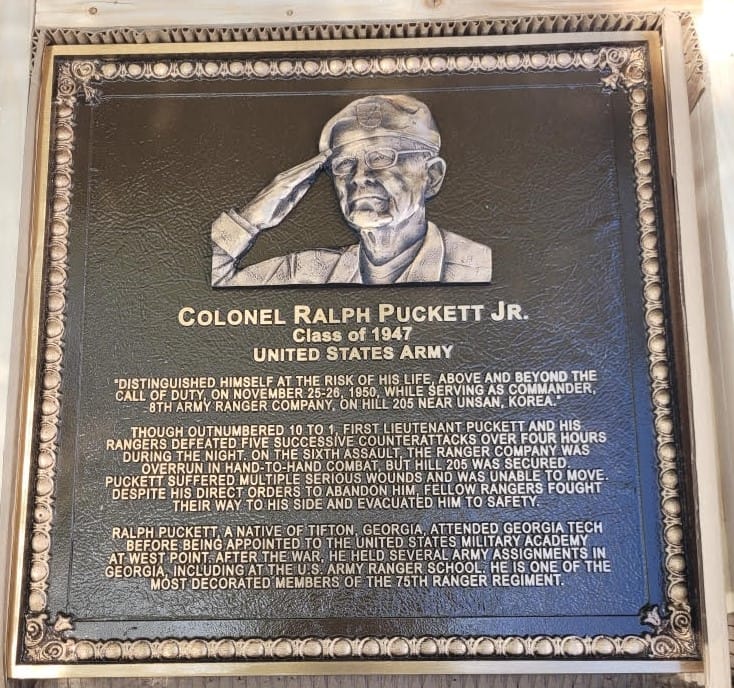 COLONEL RALPH PUCKETT JR.
Class of 1947
UNITED STATES ARMY
"DISTINGUISHED HIMSELF AT THE RISK OF HIS LIFE, ABOVE AND BEYOND THE
CALL OF DUTY, ON NOVEMBER 25-26, 1950, WHILE SERVING AS COMMANDER,
8TH ARMY RANGER COMPANY, ON HILL 205 NEAR UNSAN, KOREA."
THOUGH OUTNUMBERED 10 TO 1, FIRST LIEUTENANT PUCKETT AND HIS
RANGERS DEFEATED FIVE SUCCESSIVE COUNTERATTACKS OVER FOUR HOURS
DURING THE NIGHT. ON THE SIXTH ASSAULT, THE RANGER COMPANY WAS
OVERRUN IN HAND-TO-HAND COMBAT, BUT HILL 205 WAS SECURED.
PUCKETT SUFFERED MULTIPLE SERIOUS WOUNDS AND WAS UNABLE TO MOVE.
DESPITE HIS DIRECT ORDERS TO ABANDON HIM, FELLOW RANGERS FOUGHT
THEIR WAY TO HIS SIDE AND EVACUATED HIM TO SAFETY.
RALPH PUCKETT, A NATIVE OF TIFTON, GEORGIA, ATTENDED GEORGIA TECH
BEFORE BEING APPOINTED TO THE UNITED STATES MILITARY ACADEMY
AT WEST POINT. AFTER THE WAR, HE HELD SEVERAL ARMY ASSIGNMENTS IN
GEORGIA, INCLUDING AT THE U.S. ARMY RANGER SCHOOL. HE IS ONE OF THE
MOST DECORATED MEMBERS OF THE 75TH RANGER REGIMENT.